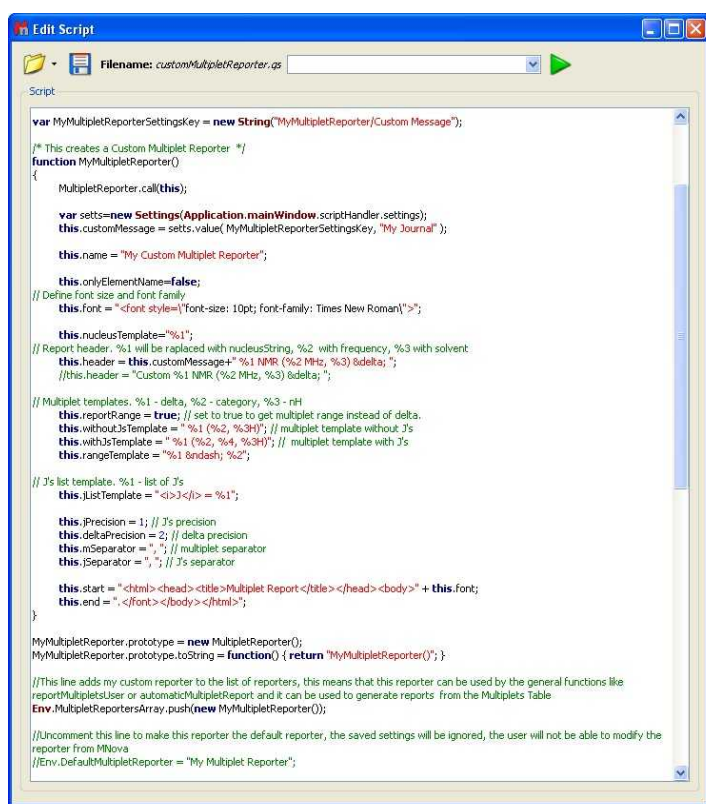 Edit Script
Filename: customMultipletReporter.qs
Script
var MyMultipletReporterSettingsKey = new String("MyMultipletReporter/Custom Message");
/* This creates a Custom Multiplet Reporter */
function MyMultipletReporter()
{
MultipletReporter.call(this);
var setts=new Settings(Application.mainWindow.scriptHandler.settings);
this.customMessage = setts.value( MyMultipletReporterSettingsKey, "My Journal" );
this.name = "My Custom Multiplet Reporter";
this.onlyElementName=false;
// Define font size and font family
this.font = "<font style=\"font-size: 10pt; font-family: Times New Roman\">";
this.nucleusTemplate="%1";
// Report header. %1 will be raplaced with nucleusString, %2 with frequency, %3 with solvent
this.header = this.customMessage+" %1 NMR (%2 MHz, %3) &delta; ";
//this.header = "Custom %1 NMR (%2 MHz, %3) &delta; ";
// Multiplet templates. %1 - delta, %2 - category, %3 - nH
this.reportRange = true; // set to true to get multiplet range instead of delta.
this.withoutJsTemplate = " %1 (%2, %3H)"; // multiplet template without J's
this.withJsTemplate = " %1 (%2, %4, %3H)"; // multiplet template with J's
this.rangeTemplate = "%1 &ndash; %2";
// J's list template. %1 - list of J's
this.jListTemplate = "<i>J</i> = %1";
this.jPrecision = 1; // J's precision
this.deltaPrecision = 2; // delta precision
this.mSeparator = ", "; // multiplet separator
this.jSeparator = ", "; // J's separator
this.start = "<html><head><title>Multiplet Report</title></head><body>" + this.font;
this.end = ".</font></body></html>";
}
MyMultipletReporter.prototype = new MultipletReporter();
MyMultipletReporter.prototype.toString = function() { return "MyMultipletReporter()"; }
//This line adds my custom reporter to the list of reporters, this means that this reporter can be used by the general functions like
reportMultipletsUser or automaticMultipletReport and it can be used to generate reports from the Multiplets Table
Env.MultipletReportersArray.push(new MyMultipletReporter());
//Uncomment this line to make this reporter the default reporter, the saved settings will be ignored, the user will not be able to modify the
reporter from MNova
//Env.DefaultMultipletReporter = "My Multiplet Reporter";